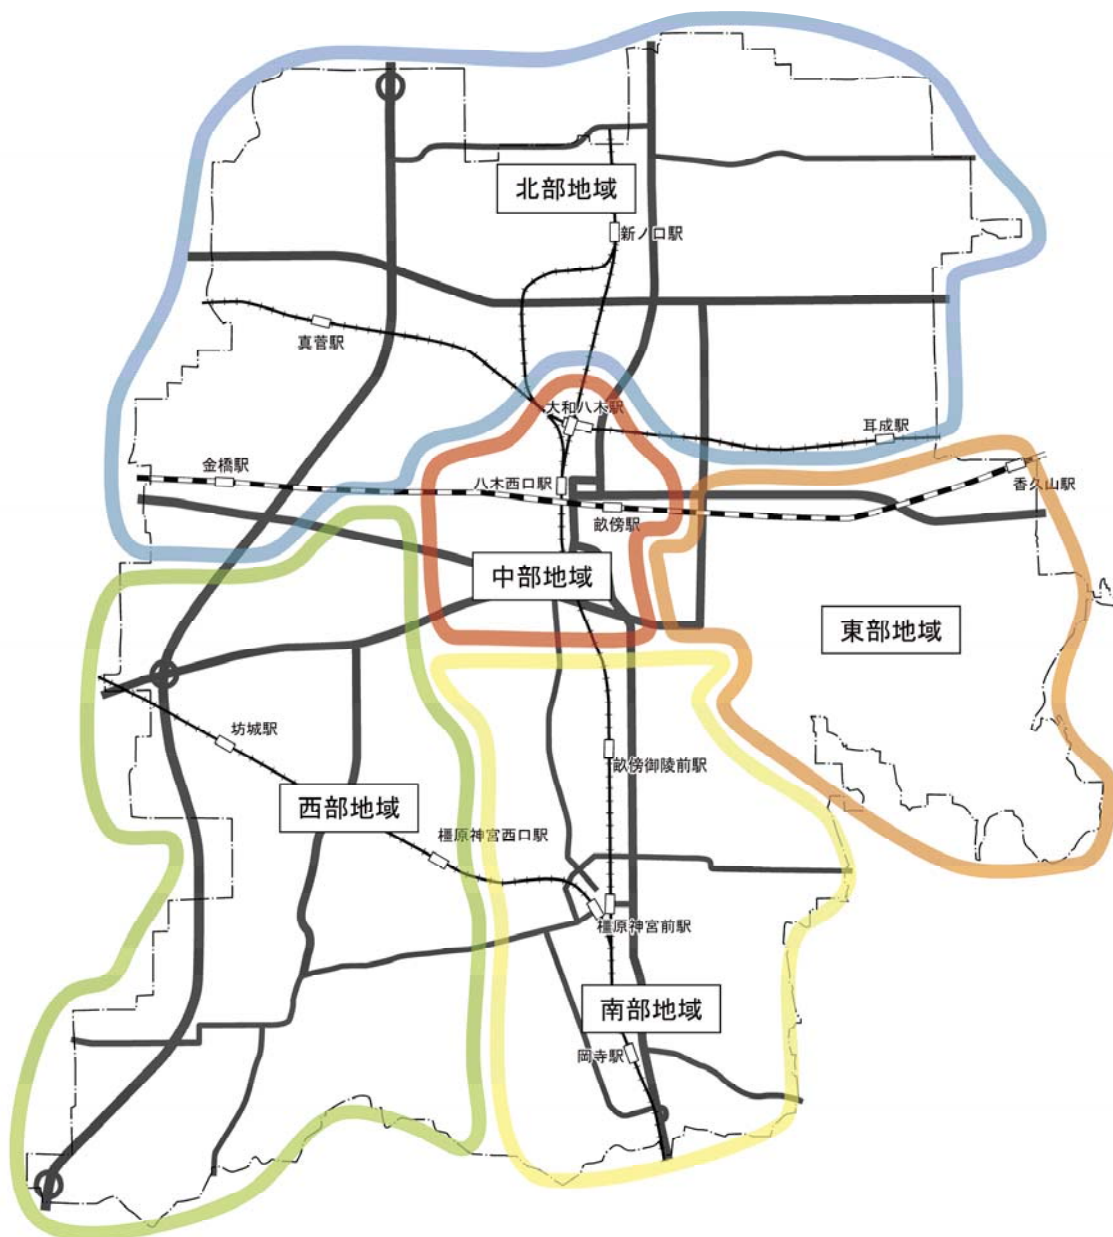 北部地域
新ノ口駅
真菅駅
大和八木駅
耳成駅
金橋駅
八木西口駅
香久山駅
畝傍駅
中部地域
東部地域
坊城駅
畝傍御陵前駅
西部地域
橿原神宮西口駅
橿原神宮前駅
南部地域
岡寺駅